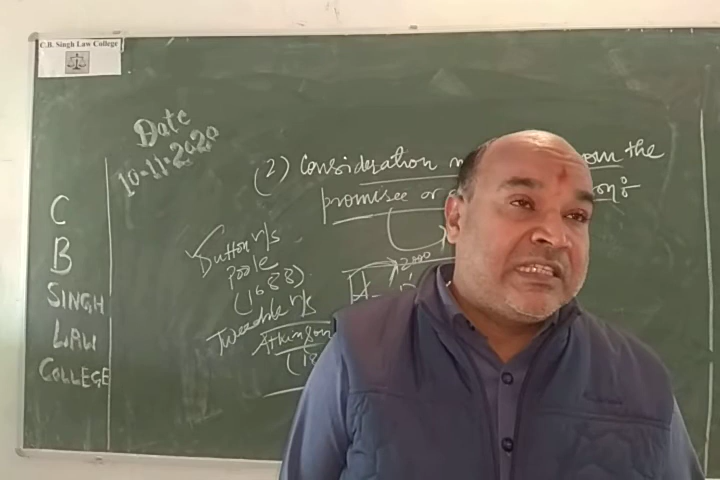 C.B. Singh Law College
Date
10-11-2020
C
B
SINGH
LAW
COLLEGE
(2) Consideration the
promisee or
Dutton v/s
Poole
(1688)
Tweedle v/s
Atkinson
2000
A